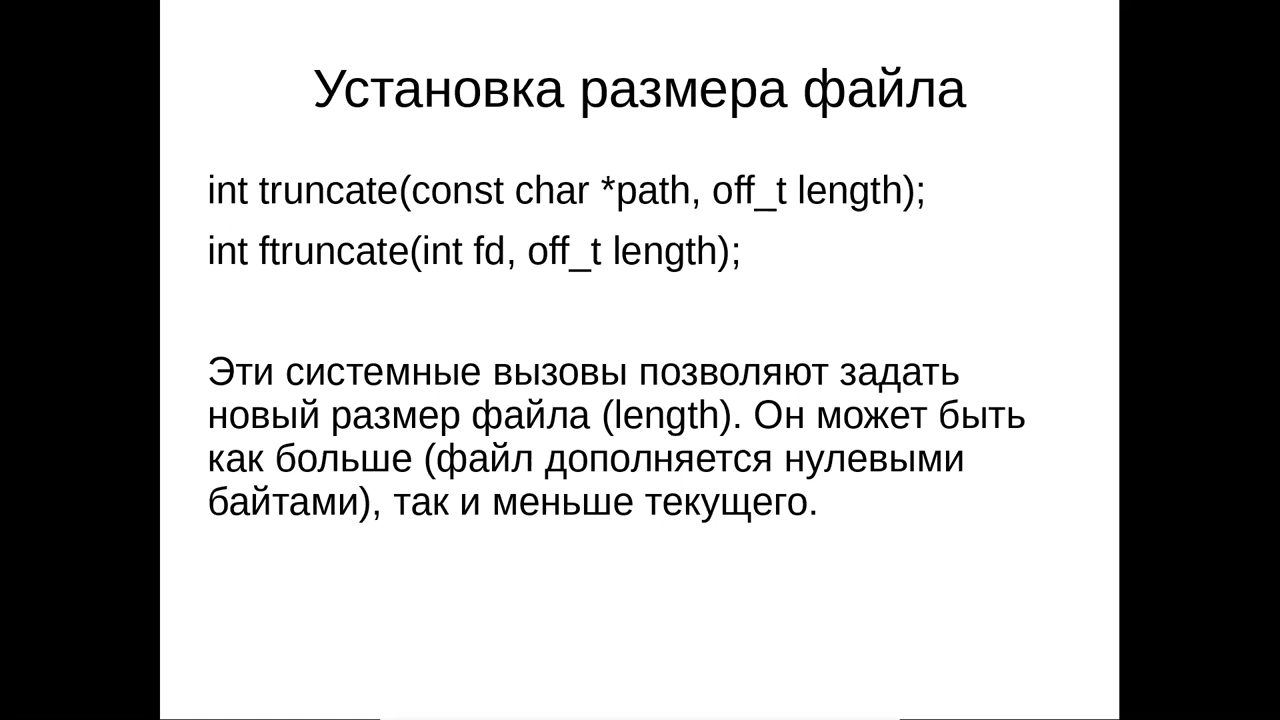 Установка размера файла
int truncate(const char *path, off_t length);
int ftruncate(int fd, off_t length);
Эти системные вызовы позволяют задать
новый размер файла (length). Он может быть
как больше (файл дополняется нулевыми
байтами), так и меньше текущего.